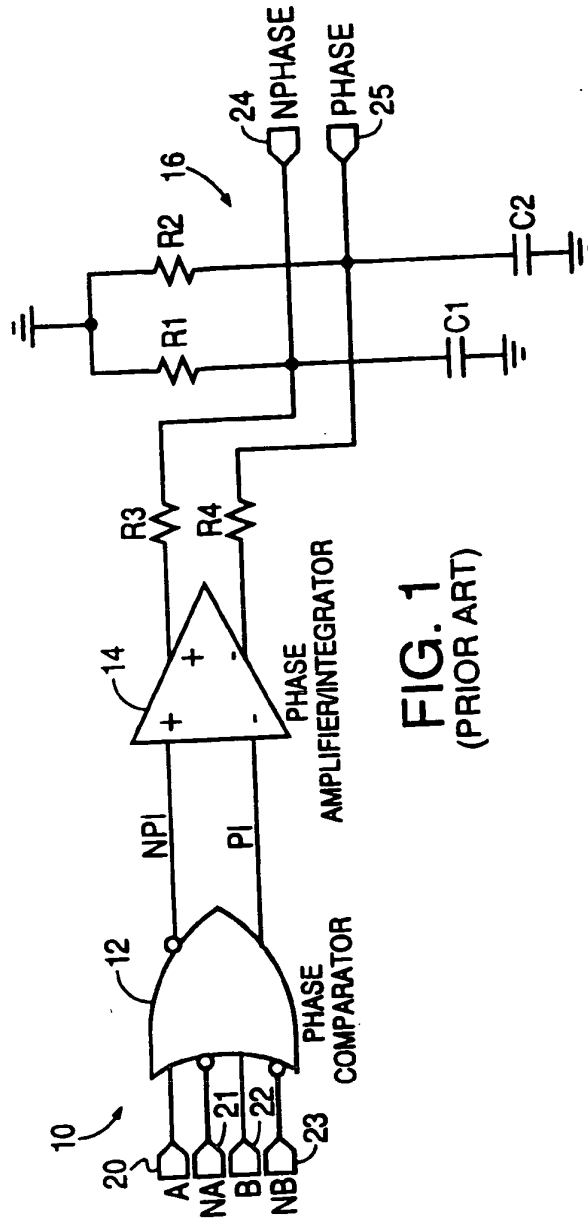 10
20
A
NA
21
B
22
NB
23
12
PHASE
COMPARATOR
NPI
PI
14
+
-
+
-
PHASE
AMPLIFIER/INTEGRATOR
R3
R4
R1
R2
16
C1
C2
24
NPHASE
PHASE
25
FIG. 1
(PRIOR ART)